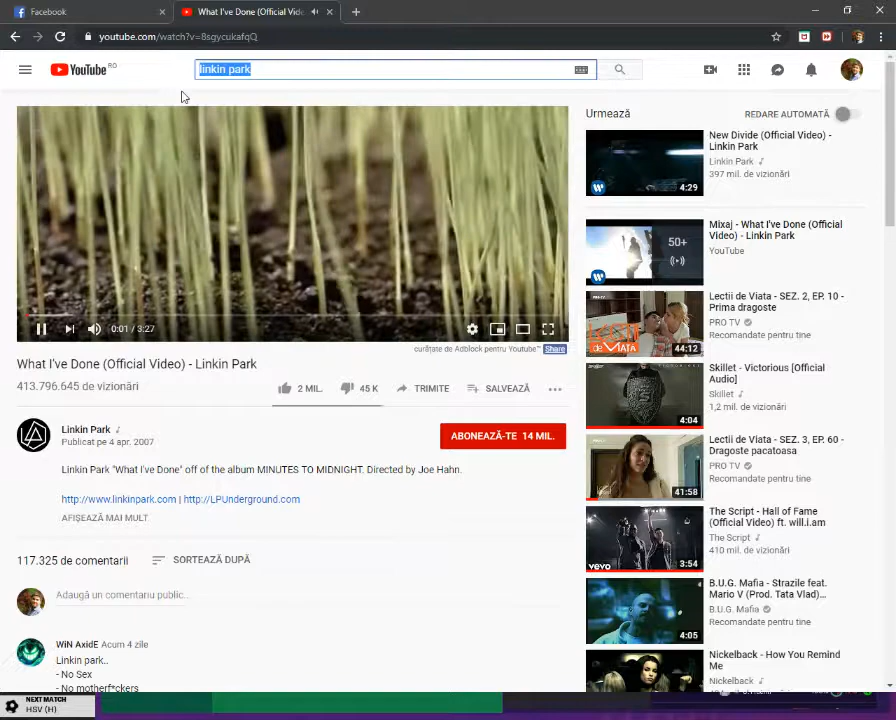 Facebook
What I've Done (Official Vide
youtube.com/watch?v=8sgycukafqQ
YouTube RO
linkin park
Urmează
REDARE AUTOMATĂ
New Divide (Official Video) -
Linkin Park
Linkin Park
397 mil. de vizionări
4:29
Mixaj - What I've Done (Official
Video) - Linkin Park
YouTube
50+
Lectii de Viata - SEZ. 2, EP. 10 -
Prima dragoste
PRO TV
Recomandate pentru tine
LECTII
de VIATA
44:12
0:01 / 3:27
curățate de Adblock pentru Youtube™ Share
What I've Done (Official Video) - Linkin Park
413.796.645 de vizionări
2 MIL.
45 K
TRIMITE
SALVEAZĂ
Skillet - Victorious [Official
Audio]
Skillet
1,2 mil. de vizionări
4:04
Linkin Park
Publicat pe 4 apr. 2007
ABONEAZĂ-TE 14 MIL.
Lectii de Viata - SEZ. 3, EP. 60 -
Dragoste pacatoasa
PRO TV
Recomandate pentru tine
41:58
Linkin Park "What I've Done" off of the album MINUTES TO MIDNIGHT. Directed by Joe Hahn.
http://www.linkinpark.com | http://LPUnderground.com
AFIȘEAZĂ MAI MULT
The Script - Hall of Fame
(Official Video) ft. will.i.am
The Script
410 mil. de vizionări
vevo
3:54
117.325 de comentarii
SORTEAZĂ DUPĂ
Adaugă un comentariu public...
B.U.G. Mafia - Strazile feat.
Mario V (Prod. Tata Vlad)...
B.U.G. Mafia
Recomandate pentru tine
4:05
WiN AxidE Acum 4 zile
Linkin park..
- No Sex
- No motherf*ckers
Nickelback - How You Remind
Me
Nickelback
NEXT MATCH
HSV (H)